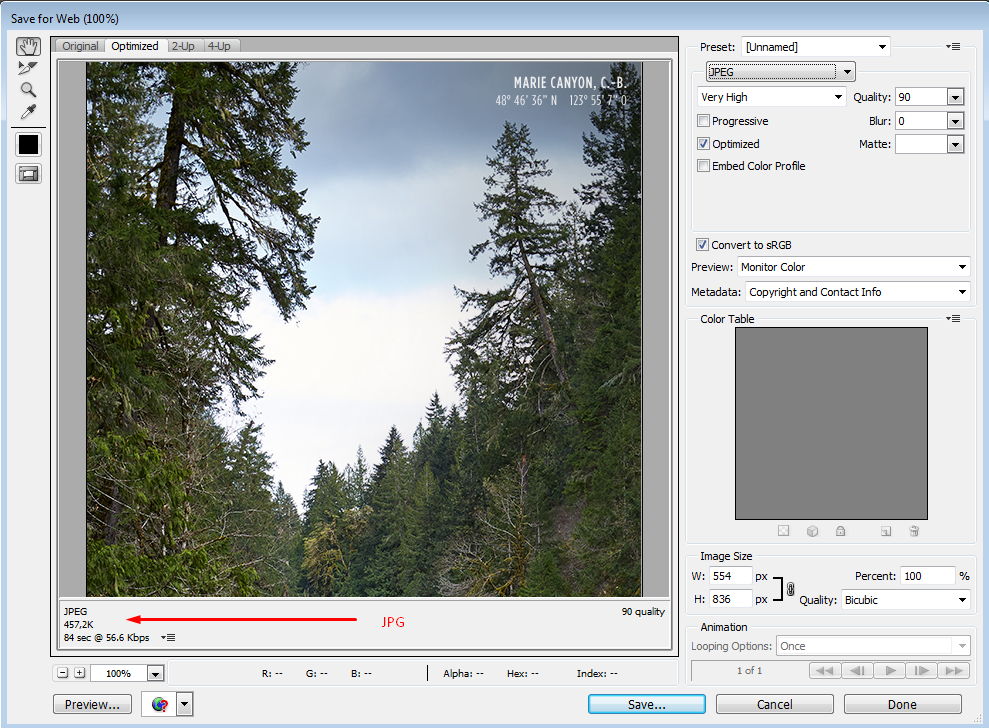 Save for Web (100%)
Original Optimized 2-Up 4-Up
MARIE CANYON, C.-B.
48° 46' 36" N 123° 55' 7" O
JPEG
457,2K
84 sec @ 56.6 Kbps
JPG
90 quality
100%
R: -- G: -- B: -- Alpha: -- Hex: -- Index: --
Preview... Save... Cancel Done
Preset: [Unnamed]
JPEG
Very High Quality: 90
Progressive Blur: 0
Optimized Matte:
Embed Color Profile
Convert to sRGB
Preview: Monitor Color
Metadata: Copyright and Contact Info
Color Table
Image Size
W: 554 px Percent: 100 %
H: 836 px Quality: Bicubic
Animation
Looping Options: Once
1 of 1